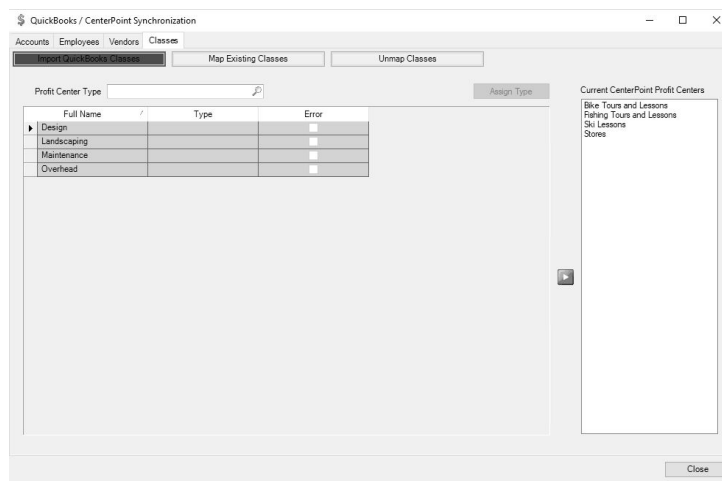 QuickBooks / CenterPoint Synchronization
Accounts Employees Vendors Classes
Import QuickBooks Classes Map Existing Classes Unmap Classes
Profit Center Type Assign Type Current CenterPoint Profit Centers
Full Name Type Error
Design
Landscaping
Maintenance
Overhead
Bike Tours and Lessons
Fishing Tours and Lessons
Ski Lessons
Stores
Close